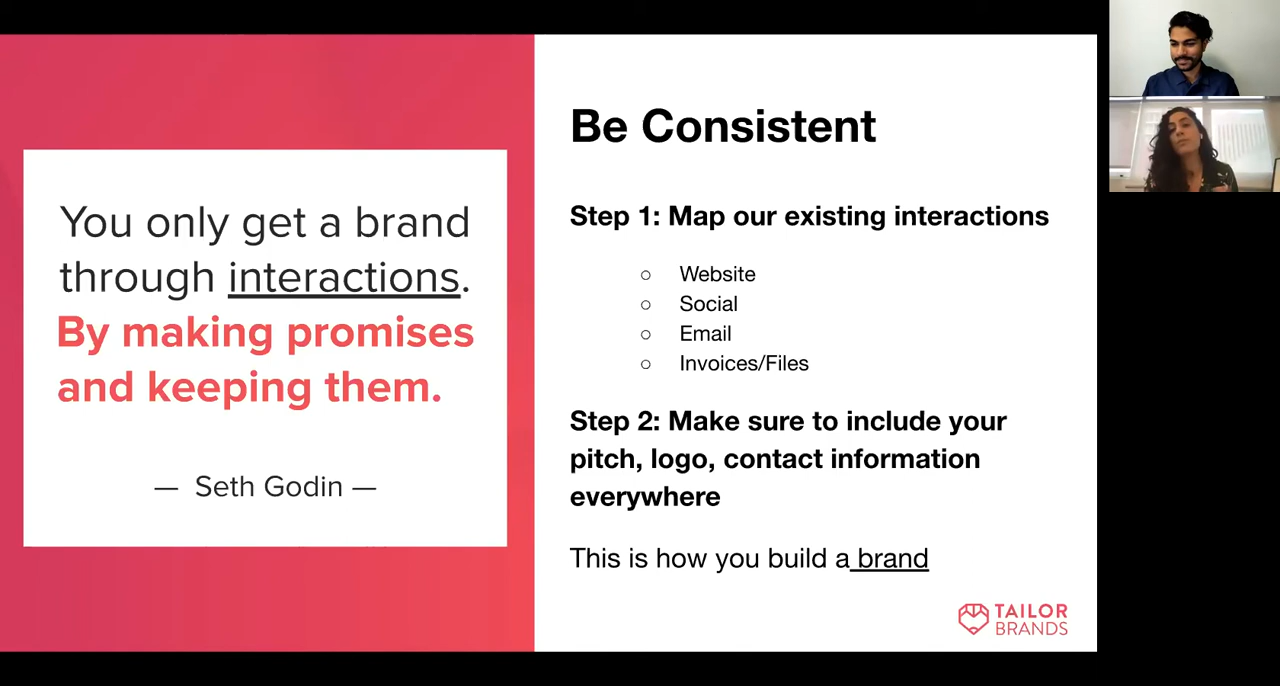 You only get a brand
through interactions.
By making promises
and keeping them.
— Seth Godin —
Be Consistent
Step 1: Map our existing interactions
○ Website
○ Social
○ Email
○ Invoices/Files
Step 2: Make sure to include your
pitch, logo, contact information
everywhere
This is how you build a brand
TAILOR
BRANDS